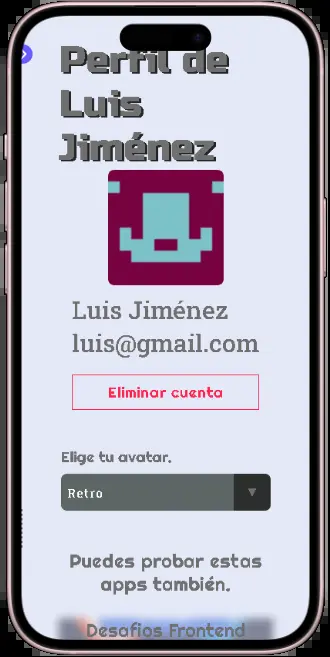 Perfil de
Luis
Jiménez
Luis Jiménez
luis@gmail.com
Eliminar cuenta
Elige tu avatar.
Retro
Puedes probar estas
apps también.
Desafios Frontend